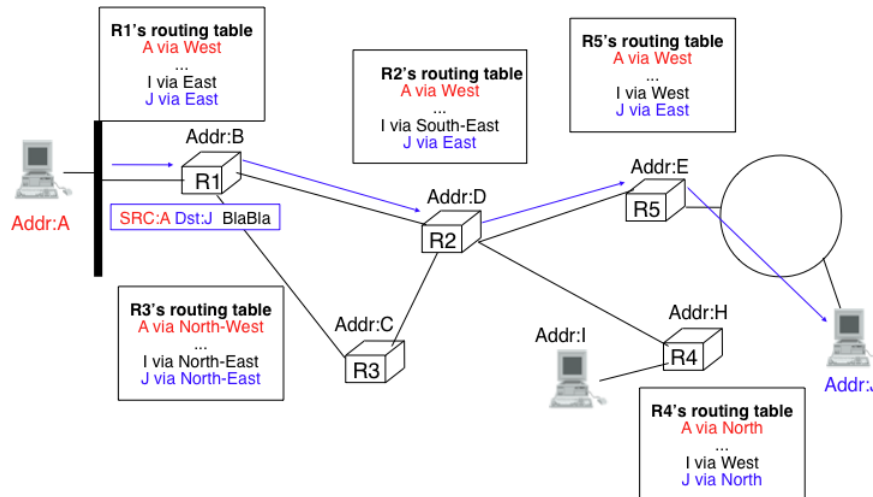 R1's routing table
A via West
...
I via East
J via East
R2's routing table
A via West
...
I via South-East
J via East
R5's routing table
A via West
...
I via West
J via East
Addr:B
R1
Addr:A
SRC:A Dst:J BlaBla
Addr:D
R2
Addr:E
R5
R3's routing table
A via North-West
...
I via North-East
J via North-East
Addr:C
R3
Addr:I
Addr:H
R4
Addr:J
R4's routing table
A via North
...
I via West
J via North